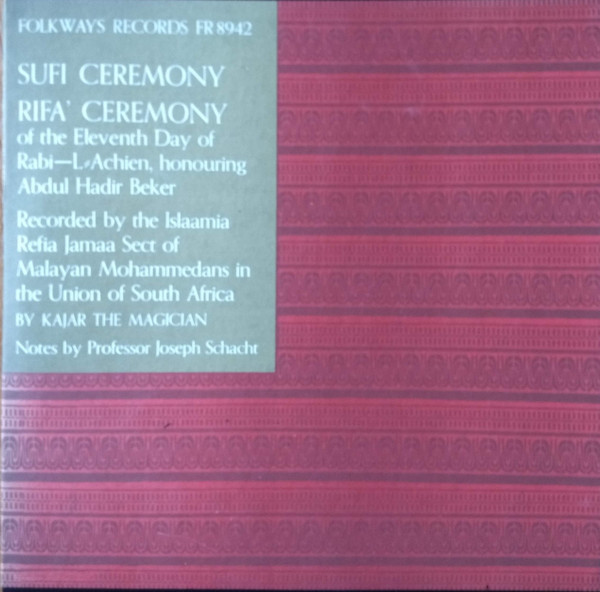 FOLKWAYS RECORDS FR 8942
SUFI CEREMONY
RIFA' CEREMONY
of the Eleventh Day of
Rabi—L-Achien, honouring
Abdul Hadir Beker
Recorded by the Islaamia
Refia Jamaa Sect of
Malayan Mohammedans in
the Union of South Africa
BY KAJAR THE MAGICIAN
Notes by Professor Joseph Schacht